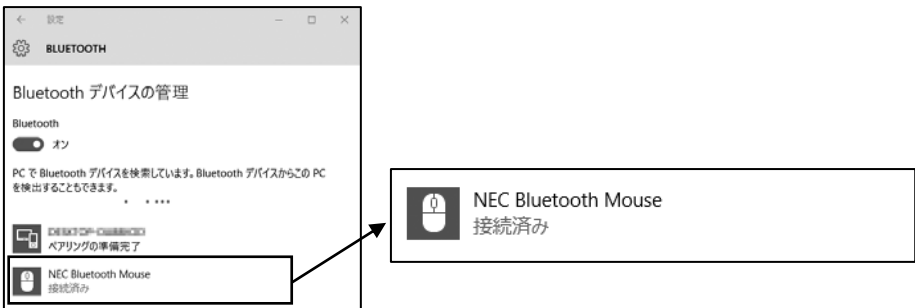 設定
BLUETOOTH
Bluetooth デバイスの管理
Bluetooth
オン
PC で Bluetooth デバイスを検索しています。Bluetooth デバイスからこの PC
を検出することもできます。
ペアリングの準備完了
NEC Bluetooth Mouse
接続済み
NEC Bluetooth Mouse
接続済み